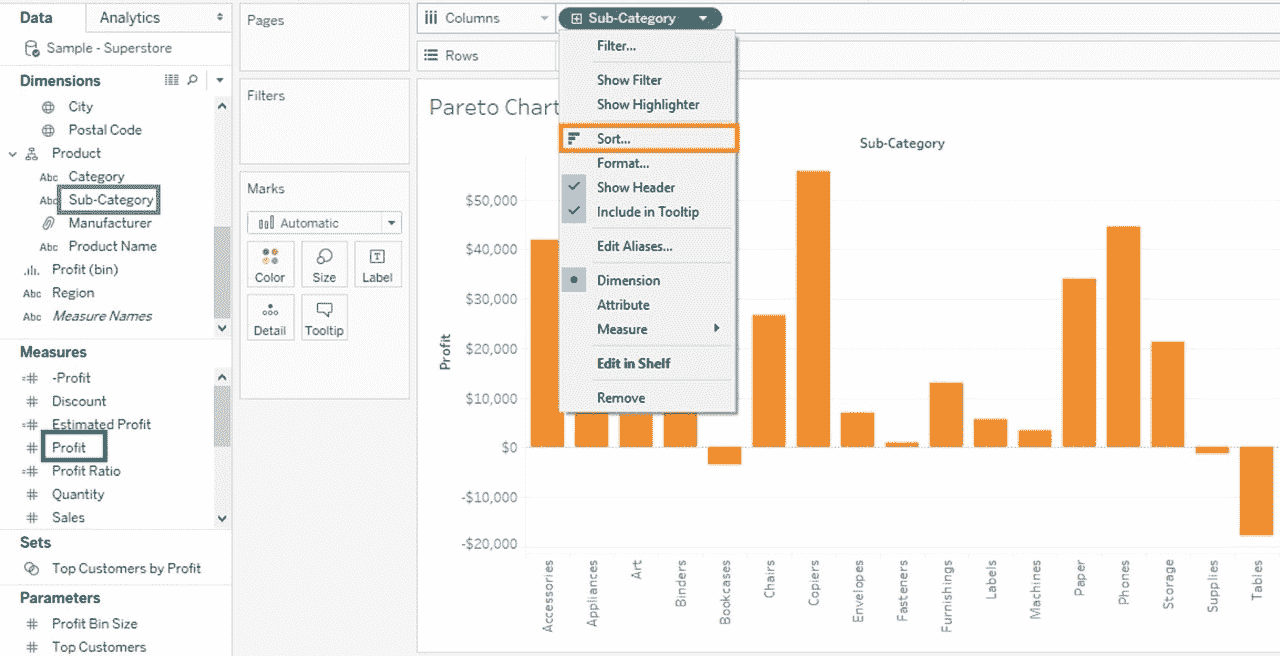 Data
Analytics
Sample - Superstore
Dimensions
City
Postal Code
Product
Abc Category
Abc Sub-Category
Manufacturer
Abc Product Name
Profit (bin)
Abc Region
Abc Measure Names
Measures
=# -Profit
# Discount
=# Estimated Profit
# Profit
=# Profit Ratio
# Quantity
# Sales
Sets
Top Customers by Profit
Parameters
# Profit Bin Size
# Top Customers
Pages
Filters
Marks
Automatic
Color
Size
Label
Detail
Tooltip
Columns
Sub-Category
Rows
Pareto Chart
Filter...
Show Filter
Show Highlighter
Sort...
Format...
Show Header
Include in Tooltip
Edit Aliases...
Dimension
Attribute
Measure
Edit in Shelf
Remove
Sub-Category
Profit
$50,000
$40,000
$30,000
$20,000
$10,000
$0
-$10,000
-$20,000
Accessories
Appliances
Art
Binders
Bookcases
Chairs
Copiers
Envelopes
Fasteners
Furnishings
Labels
Machines
Paper
Phones
Storage
Supplies
Tables